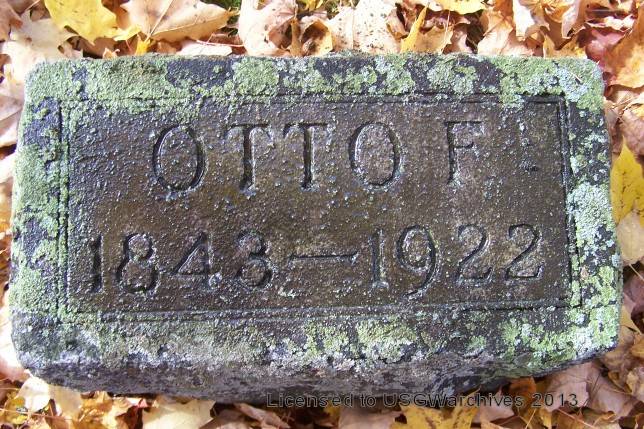 OTTO F.
1843—1922
Licensed to USGWarchives 2013